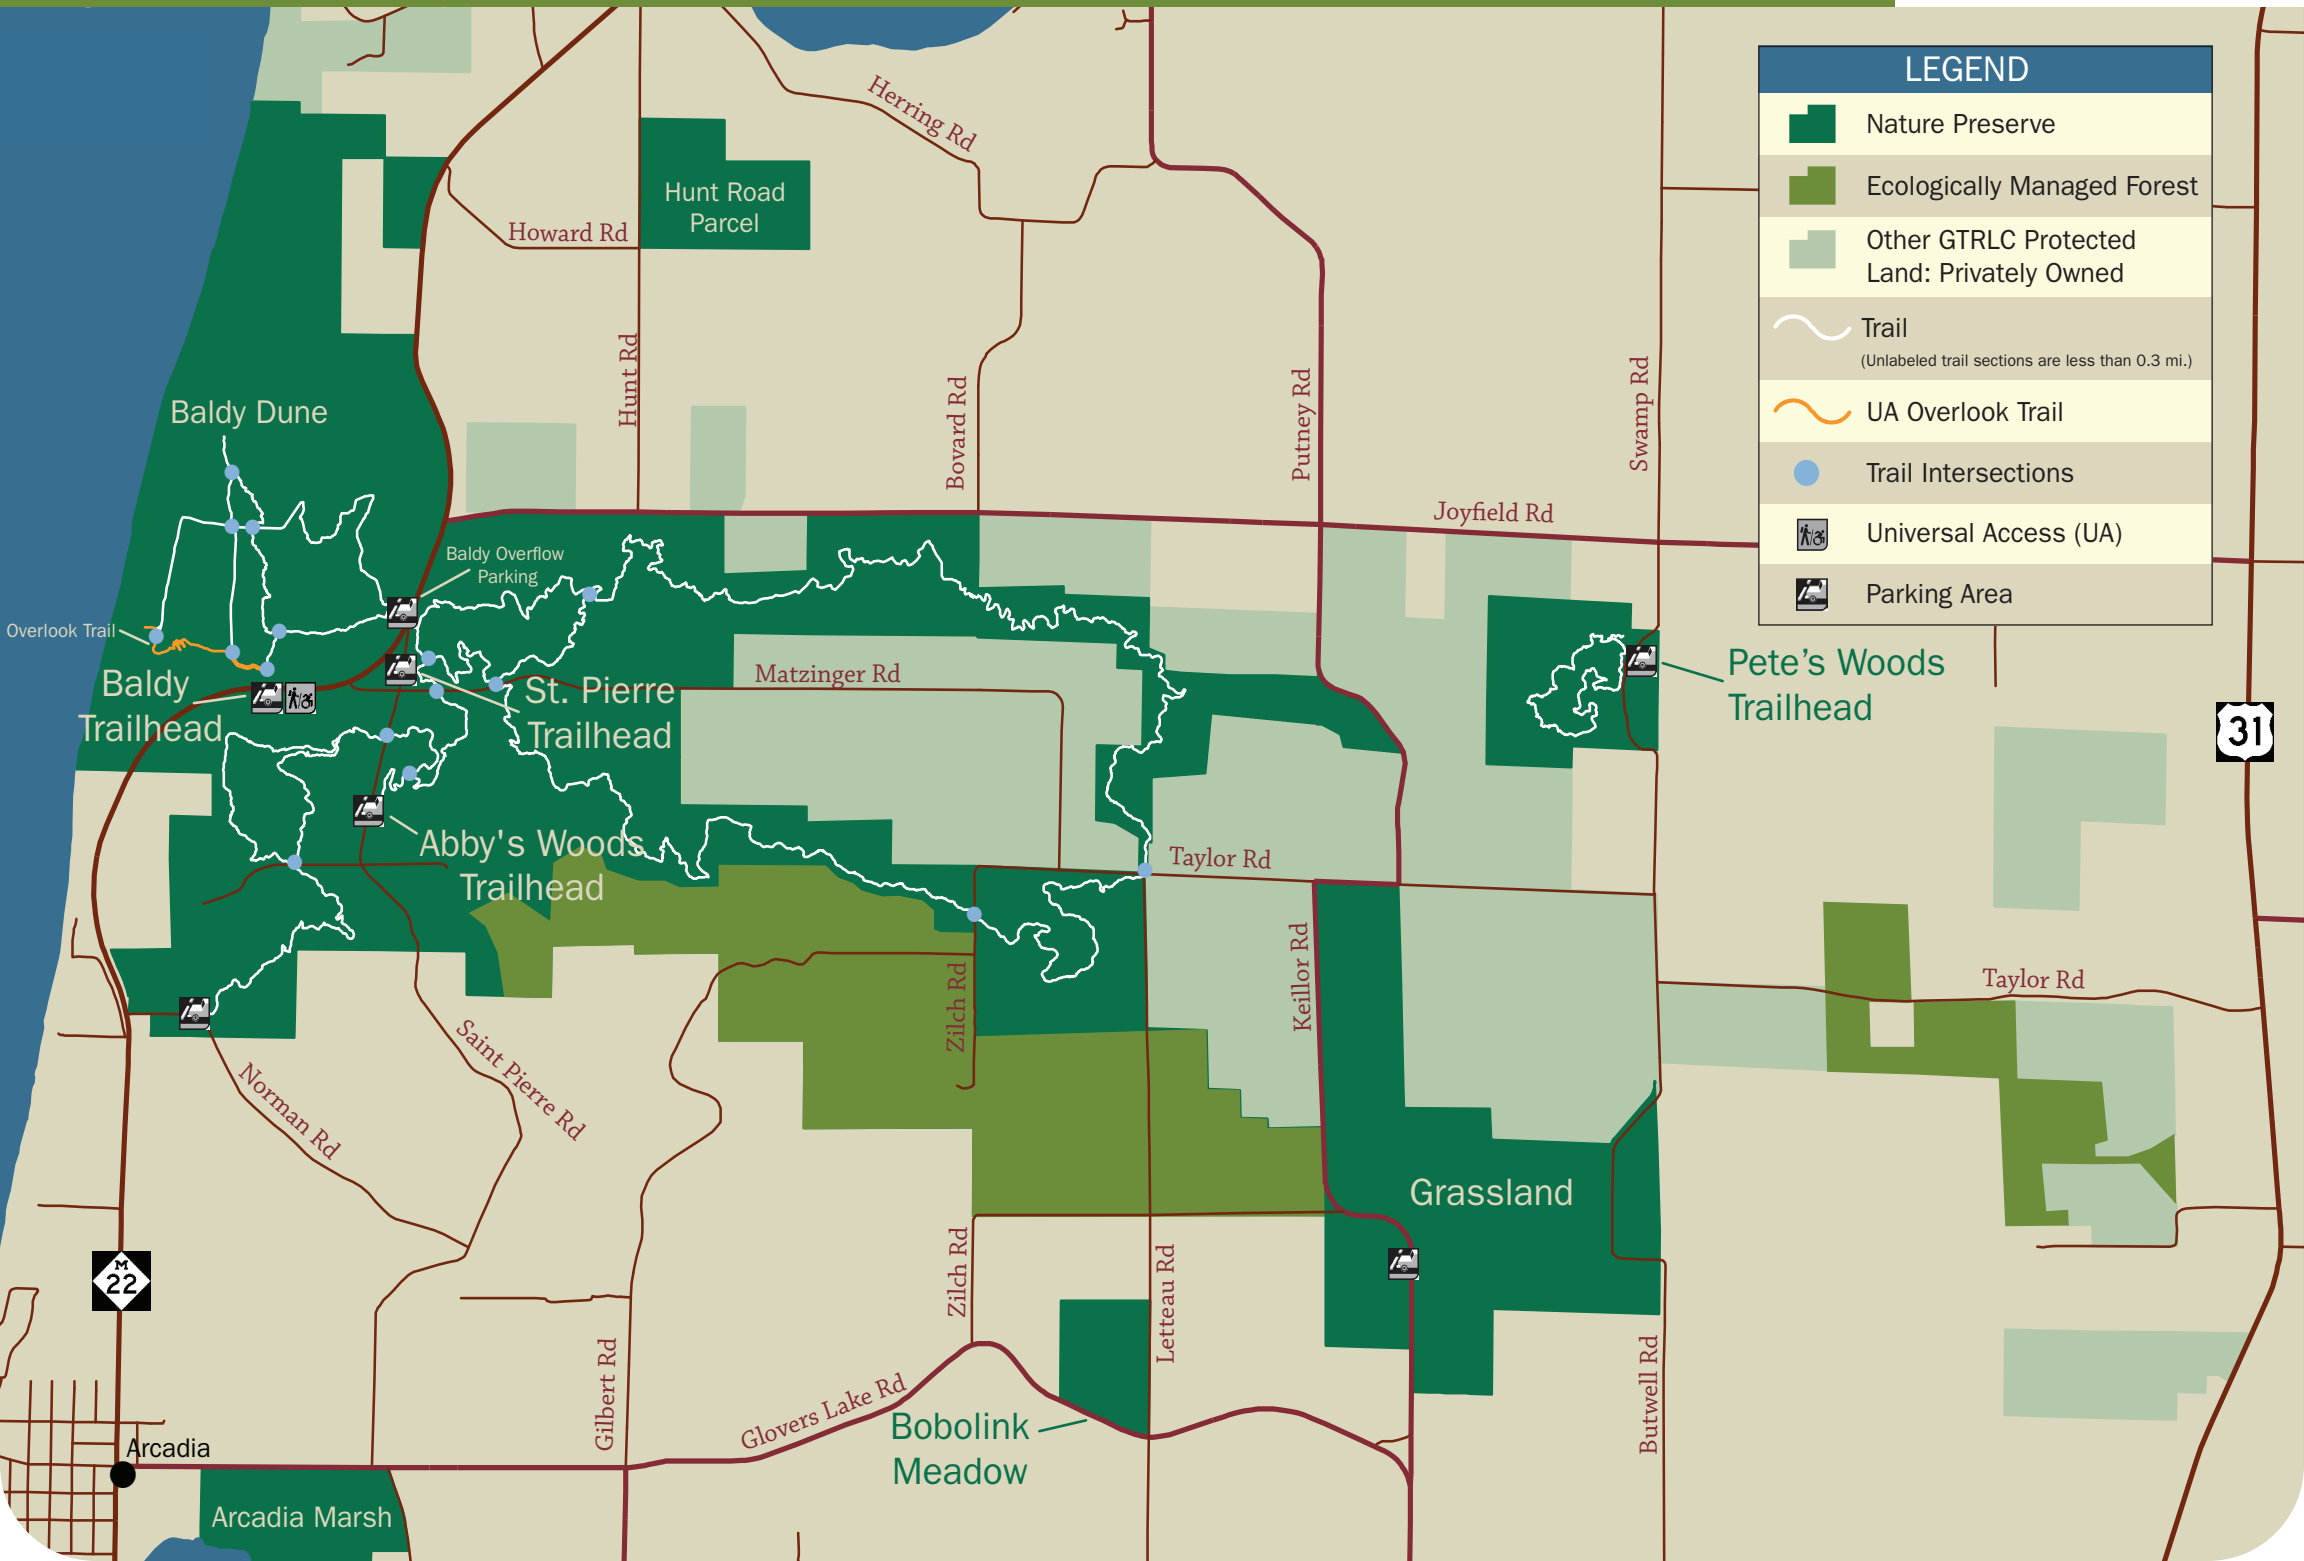 LEGEND
Nature Preserve
Ecologically Managed Forest
Other GTRLC Protected
Land: Privately Owned
Trail
(Unlabeled trail sections are less than 0.3 mi.)
UA Overlook Trail
Trail Intersections
Universal Access (UA)
Parking Area
Herring Rd
Hunt Road
Parcel
Howard Rd
Hunt Rd
Bovard Rd
Putney Rd
Swamp Rd
Baldy Dune
Joyfield Rd
Baldy Overflow
Parking
Overlook Trail
Baldy
Trailhead
St. Pierre
Trailhead
Matzinger Rd
Pete's Woods
Trailhead
31
Abby's Woods
Trailhead
Taylor Rd
Keillor Rd
Zilch Rd
Taylor Rd
Norman Rd
Saint Pierre Rd
Grassland
M
22
Zilch Rd
Letteau Rd
Gilbert Rd
Butwell Rd
Glovers Lake Rd
Bobolink
Meadow
Arcadia
Arcadia Marsh